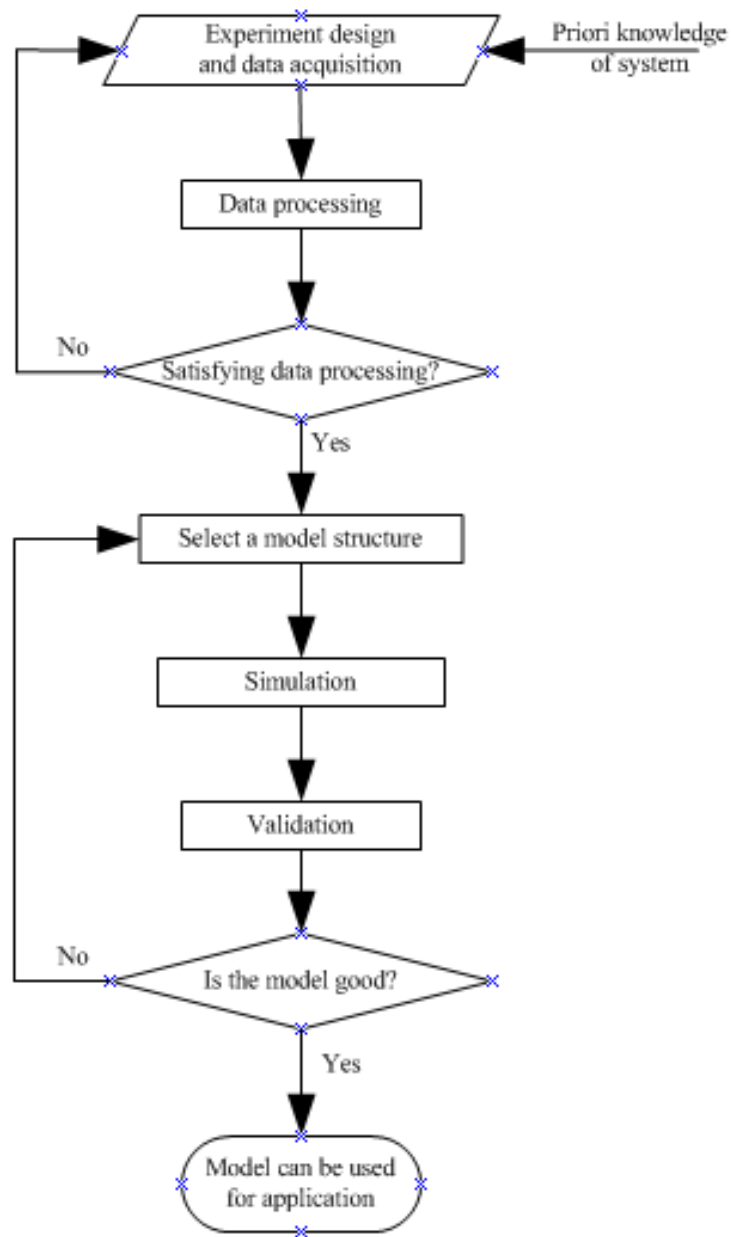 Experiment design
and data acquisition
Priori knowledge
of system
Data processing
No
Satisfying data processing?
Yes
Select a model structure
Simulation
Validation
No
Is the model good?
Yes
Model can be used
for application